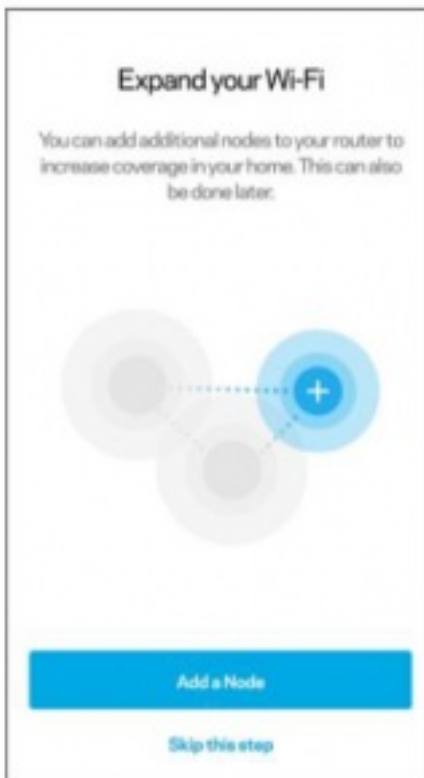 Expand your Wi-Fi
You can add additional nodes to your router to
increase coverage in your home. This can also
be done later.
Add a Node
Skip this step